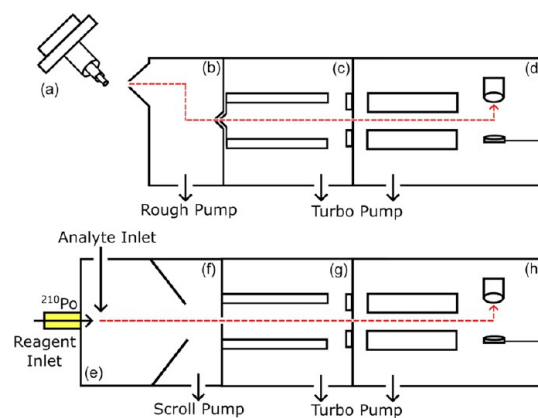 (a)
(b)
(c)
(d)
Rough Pump
Turbo Pump
Analyte Inlet
²¹⁰Po
Reagent
Inlet
(e)
(f)
(g)
(h)
Scroll Pump
Turbo Pump